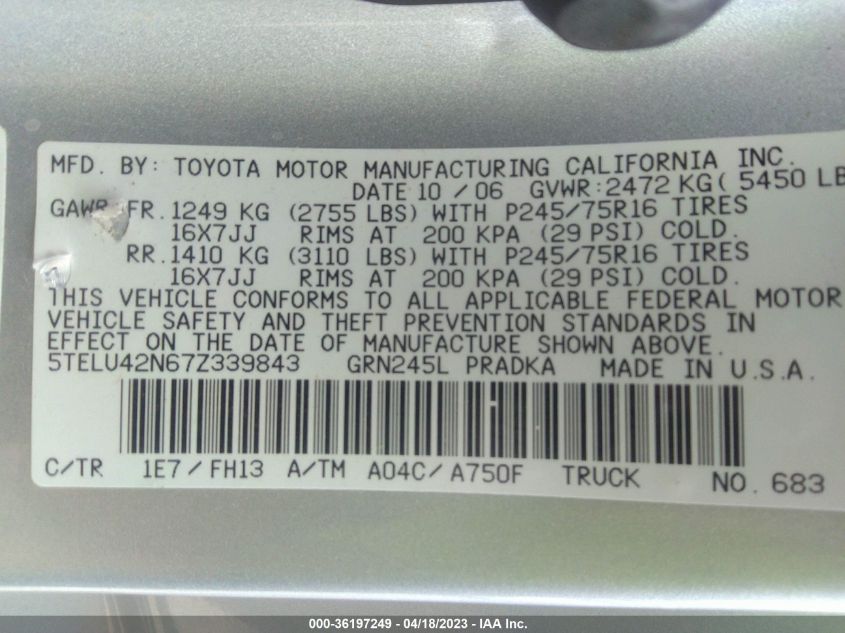 MFD. BY: TOYOTA MOTOR MANUFACTURING CALIFORNIA INC.
DATE 10 / 06 GVWR: 2472 KG ( 5450 LB
GAWR FR. 1249 KG (2755 LBS) WITH P245/75R16 TIRES
16X7JJ RIMS AT 200 KPA (29 PSI) COLD.
RR. 1410 KG (3110 LBS) WITH P245/75R16 TIRES
16X7JJ RIMS AT 200 KPA (29 PSI) COLD.
THIS VEHICLE CONFORMS TO ALL APPLICABLE FEDERAL MOTOR
VEHICLE SAFETY AND THEFT PREVENTION STANDARDS IN
EFFECT ON THE DATE OF MANUFACTURE SHOWN ABOVE.
5TELU42N67Z339843 GRN245L PRADKA MADE IN U.S.A.
C/TR 1E7 / FH13 A/TM A04C/ A750F TRUCK NO. 683
000-36197249 - 04/18/2023 - IAA Inc.